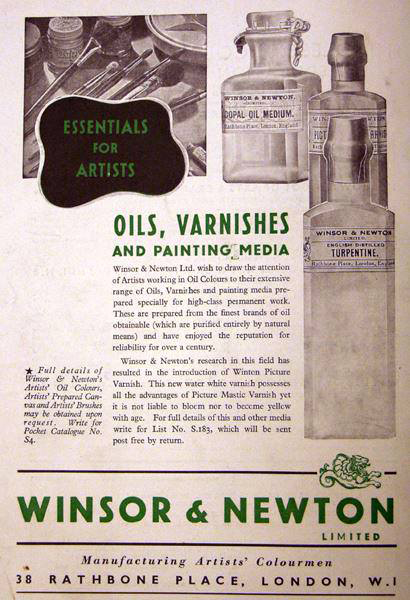 ESSENTIALS
FOR
ARTISTS
WINSOR & NEWTON.
LIMITED.
COPAL OIL MEDIUM.
Rathbone Place, London, England
WINSOR & NEWTON
LIMITED.
ENGLISH DISTILLED
TURPENTINE.
Rathbone Place, London, England
OILS, VARNISHES
AND PAINTING MEDIA
Winsor & Newton Ltd. wish to draw the attention
of Artists working in Oil Colours to their extensive
range of Oils, Varnishes and painting media pre-
pared specially for high-class permanent work.
These are prepared from the finest brands of oil
obtainable (which are purified entirely by natural
means) and have enjoyed the reputation for
reliability for over a century.
Winsor & Newton's research in this field has
resulted in the introduction of Winton Picture
Varnish. This new water white varnish possesses
all the advantages of Picture Mastic Varnish yet
it is not liable to bloom nor to become yellow
with age. For full details of this and other media
write for List No. S.183, which will be sent
post free by return.
★ Full details of
Winsor & Newton's
Artists' Oil Colours,
Artists' Prepared Can-
vas and Artists' Brushes
may be obtained upon
request. Write for
Pocket Catalogue No.
S4.
WINSOR & NEWTON
LIMITED
Manufacturing Artists' Colourmen
38 RATHBONE PLACE, LONDON, W.1